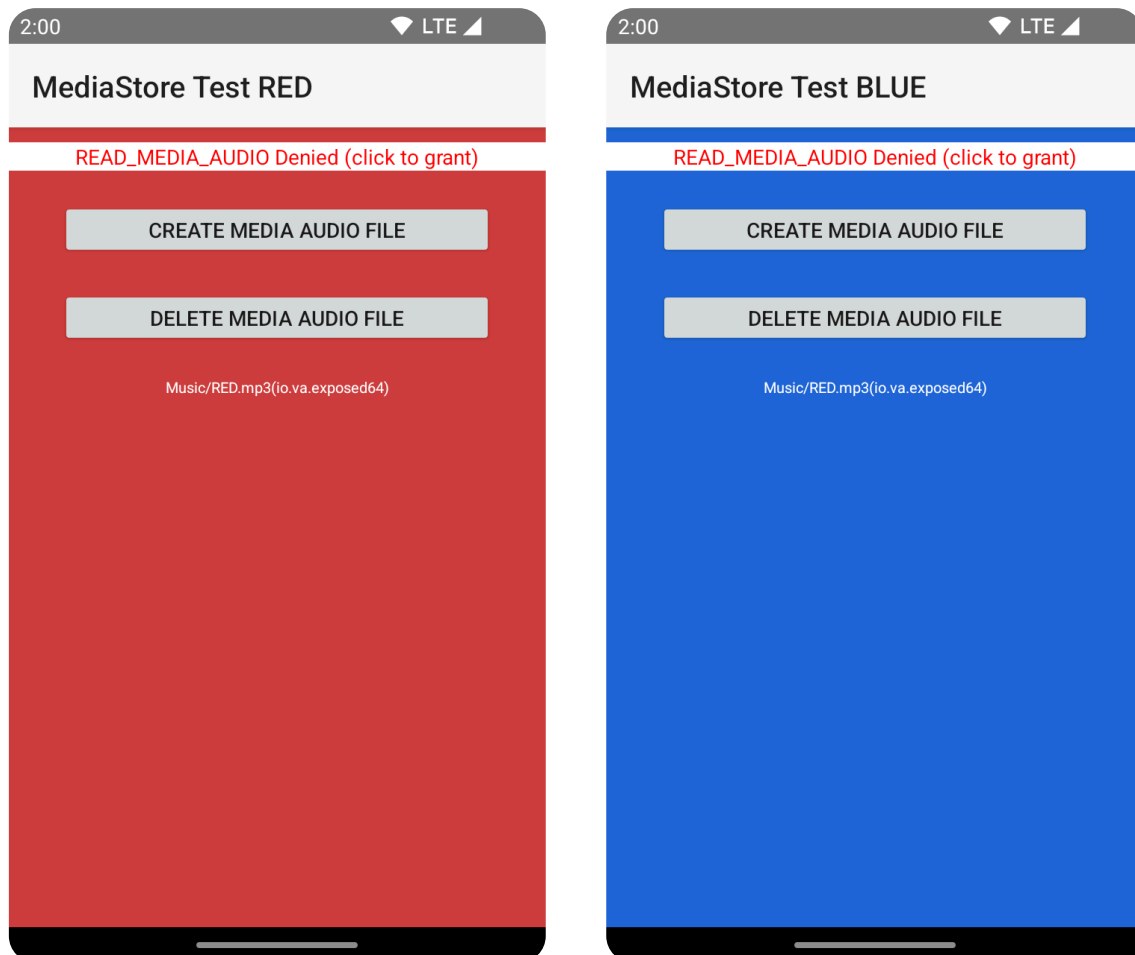 2:00 LTE
MediaStore Test RED
READ_MEDIA_AUDIO Denied (click to grant)
CREATE MEDIA AUDIO FILE
DELETE MEDIA AUDIO FILE
Music/RED.mp3(io.va.exposed64)
2:00 LTE
MediaStore Test BLUE
READ_MEDIA_AUDIO Denied (click to grant)
CREATE MEDIA AUDIO FILE
DELETE MEDIA AUDIO FILE
Music/RED.mp3(io.va.exposed64)